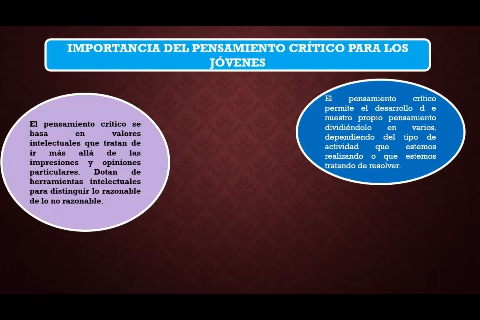 IMPORTANCIA DEL PENSAMIENTO CRÍTICO PARA LOS
JÓVENES
El pensamiento crítico se
basa en valores
intelectuales que tratan de
ir más allá de las
impresiones y opiniones
particulares. Dotan de
herramientas intelectuales
para distinguir lo razonable
de lo no razonable.
El pensamiento crítico
permite el desarrollo d e
nuestro propio pensamiento
dividiéndolo en varios,
dependiendo del tipo de
actividad que estemos
realizando o que estemos
tratando de resolver.